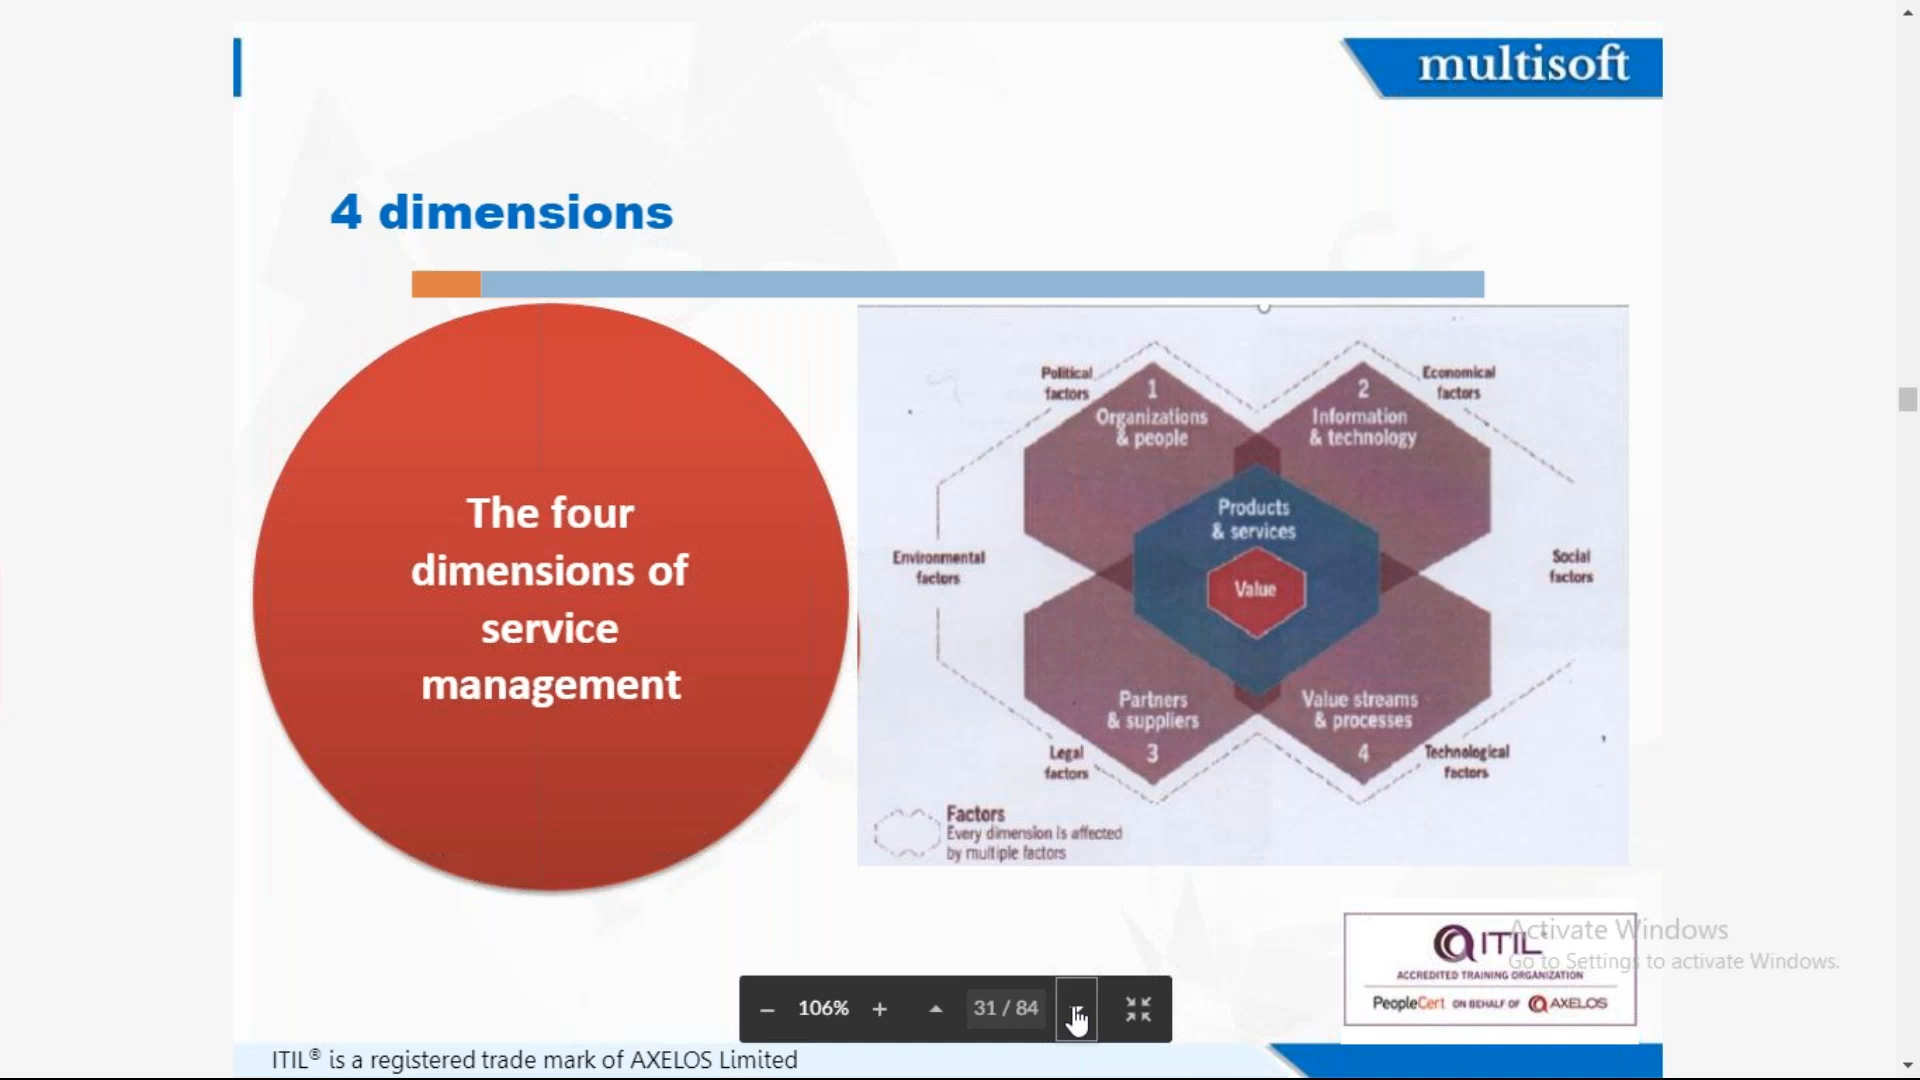 multisoft
4 dimensions
The four
dimensions of
service
management
Political
factors
1
Organizations
& people
2
Information
& technology
Economical
factors
Products
& services
Value
Environmental
factors
Social
factors
Partners
& suppliers
3
Value streams
& processes
4
Legal
factors
Technological
factors
Factors
Every dimension is affected
by multiple factors
ITIL
ACCREDITED TRAINING ORGANIZATION
PeopleCert ON BEHALF OF AXELOS
Activate Windows
Go to Settings to activate Windows.
106%
31 / 84
ITIL® is a registered trade mark of AXELOS Limited